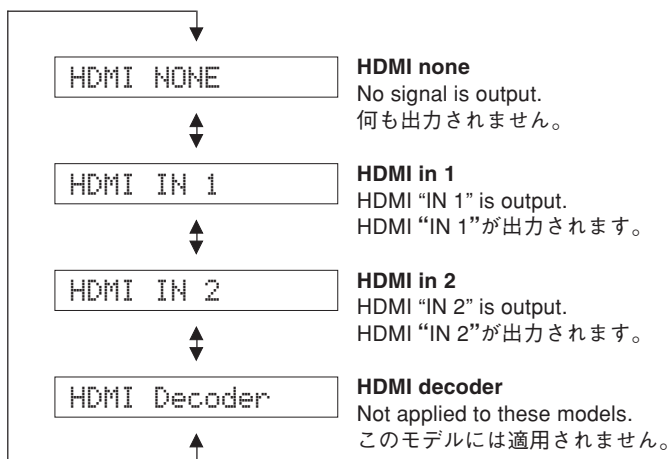 HDMI NONE
HDMI none
No signal is output.
何も出力されません。
HDMI IN 1
HDMI in 1
HDMI “IN 1” is output.
HDMI “IN 1”が出力されます。
HDMI IN 2
HDMI in 2
HDMI “IN 2” is output.
HDMI “IN 2”が出力されます。
HDMI Decoder
HDMI decoder
Not applied to these models.
このモデルには適用されません。